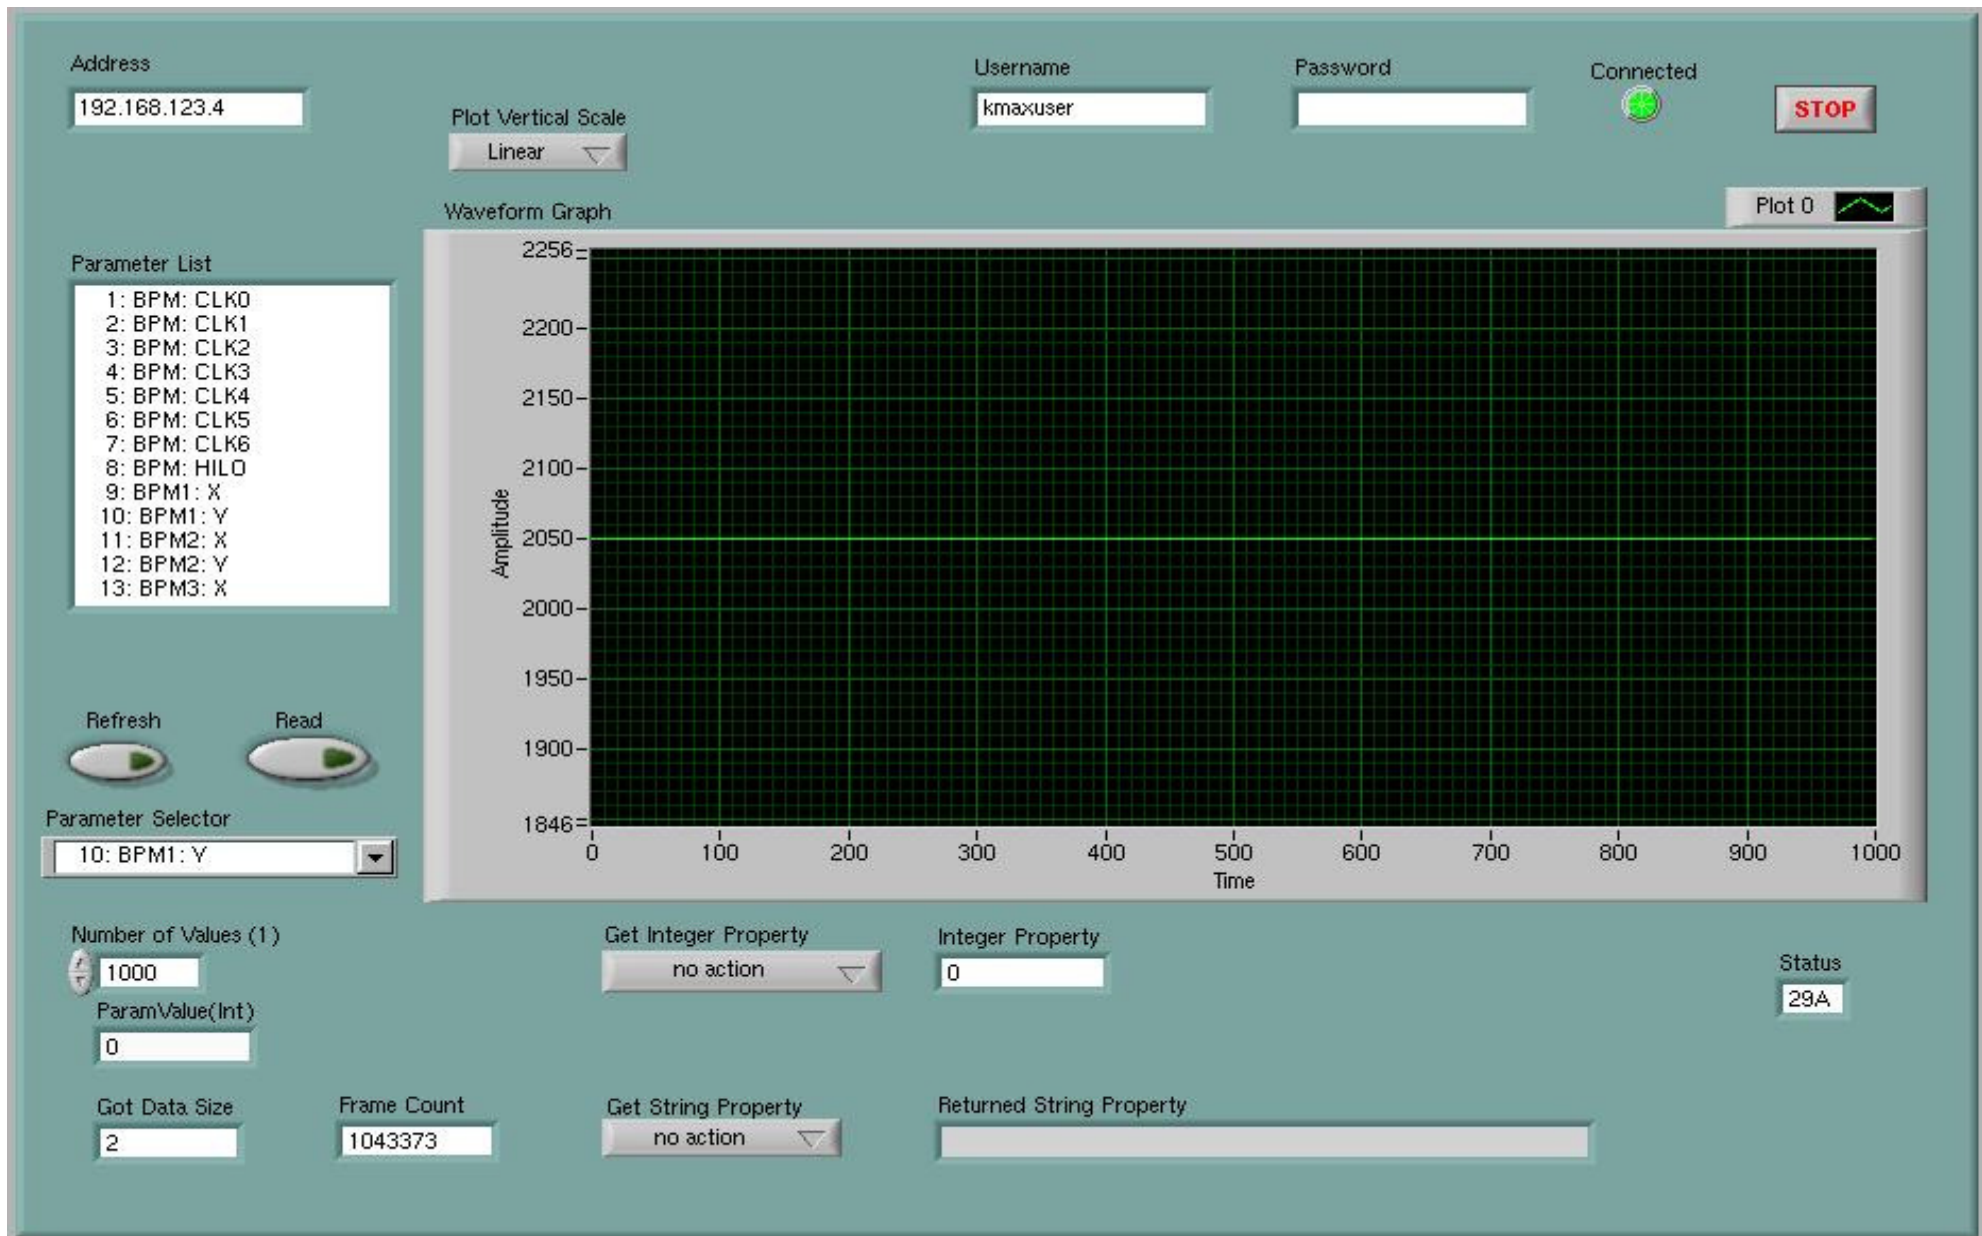 Address
192.168.123.4
Plot Vertical Scale
Linear
Username
kmaxuser
Password
Connected
STOP
Parameter List
1: BPM: CLK0
2: BPM: CLK1
3: BPM: CLK2
4: BPM: CLK3
5: BPM: CLK4
6: BPM: CLK5
7: BPM: CLK6
8: BPM: HILO
9: BPM1: X
10: BPM1: Y
11: BPM2: X
12: BPM2: Y
13: BPM3: X
Refresh
Read
Parameter Selector
10: BPM1: Y
Waveform Graph
Plot 0
2256
2200
2150
2100
2050
2000
1950
1900
1846
Amplitude
0 100 200 300 400 500 600 700 800 900 1000
Time
Number of Values (1)
1000
ParamValue(Int)
0
Got Data Size
2
Frame Count
1043373
Get Integer Property
no action
Integer Property
0
Get String Property
no action
Returned String Property
Status
29A